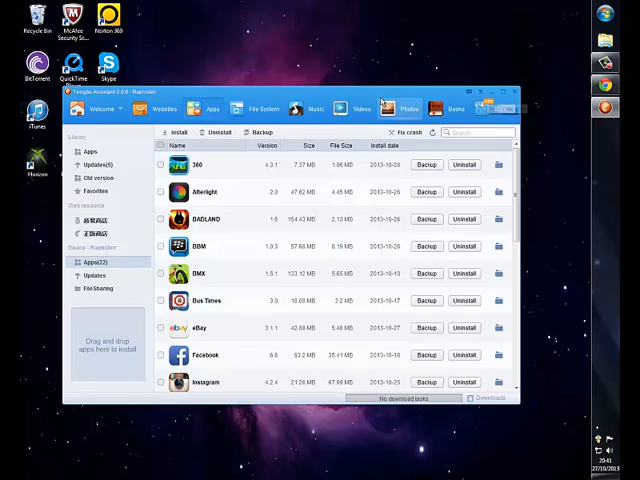 Recycle Bin
McAfee Security Sc...
Norton 360
BitTorrent
QuickTime
Skype
iTunes
Horizon
Tongbu Assistant 2.0.9 - Raphston
Welcome
Websites
Apps
File System
Music
Videos
Photos
Books
Install
Uninstall
Backup
Fix crash
Search
Name Version Size File Size Install date
Library
Apps
Updates(5)
Old version
Favorites
Web resource
正版商店
Device - Raphston
Apps(22)
Updates
FileSharing
Drag and drop
apps here to install
360 4.3.1 7.37 MB 1.06 MB 2013-10-20 Backup Uninstall
Afterlight 2.0 47.62 MB 4.45 MB 2013-10-26 Backup Uninstall
BADLAND 1.6 154.43 MB 2.13 MB 2013-10-26 Backup Uninstall
BBM 1.0.3 57.66 MB 8.19 MB 2013-10-26 Backup Uninstall
BMX 1.5.1 133.12 MB 5.65 MB 2013-10-10 Backup Uninstall
Bus Times 3.0 16.08 MB 3.2 MB 2013-10-17 Backup Uninstall
eBay 3.1.1 42.88 MB 5.48 MB 2013-10-27 Backup Uninstall
Facebook 6.6 93.2 MB 35.41 MB 2013-10-18 Backup Uninstall
Instagram 4.2.4 21.26 MB 67.99 MB 2013-10-25 Backup Uninstall
No download tasks
Downloads
20:41
27/10/2013